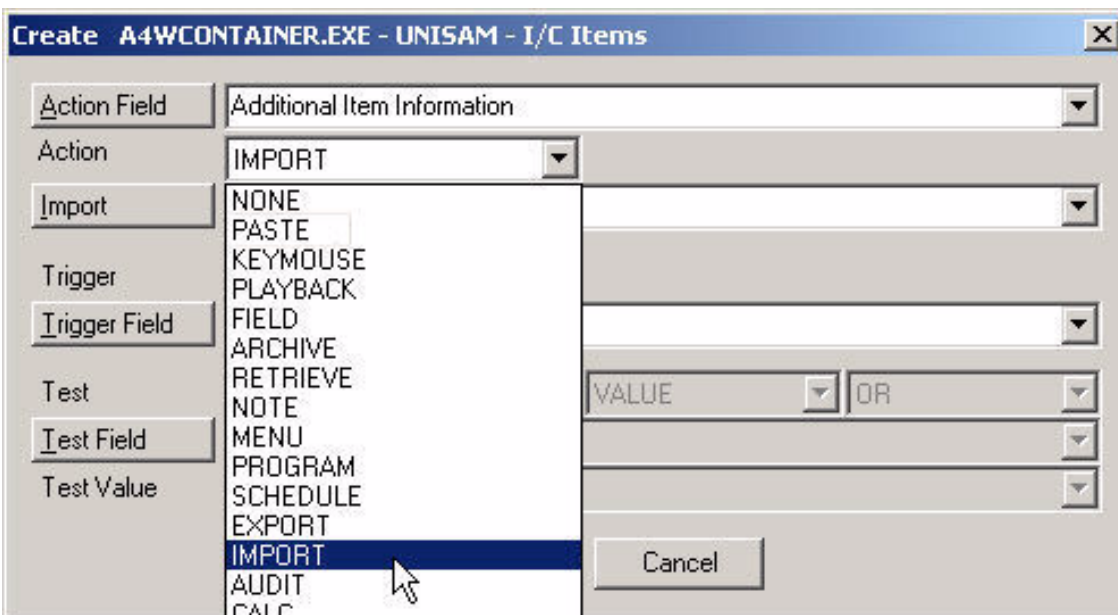 Create A4WCONTAINER.EXE - UNISAM - I/C Items
Action Field
Additional Item Information
Action
IMPORT
Import
NONE
PASTE
KEYMOUSE
PLAYBACK
FIELD
ARCHIVE
RETRIEVE
NOTE
MENU
PROGRAM
SCHEDULE
EXPORT
IMPORT
AUDIT
CALC
Trigger
Trigger Field
Test
VALUE
OR
Test Field
Test Value
Cancel